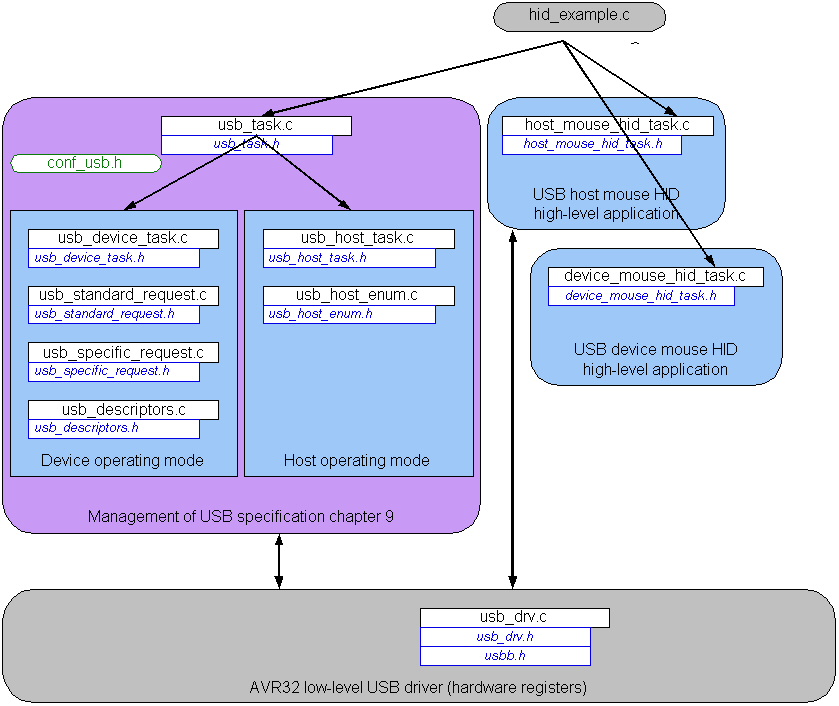 hid_example.c
usb_task.c
usb_task.h
conf_usb.h
host_mouse_hid_task.c
host_mouse_hid_task.h
USB host mouse HID
high-level application
usb_device_task.c
usb_device_task.h
usb_standard_request.c
usb_standard_request.h
usb_specific_request.c
usb_specific_request.h
usb_descriptors.c
usb_descriptors.h
Device operating mode
usb_host_task.c
usb_host_task.h
usb_host_enum.c
usb_host_enum.h
Host operating mode
device_mouse_hid_task.c
device_mouse_hid_task.h
USB device mouse HID
high-level application
Management of USB specification chapter 9
usb_drv.c
usb_drv.h
usbb.h
AVR32 low-level USB driver (hardware registers)